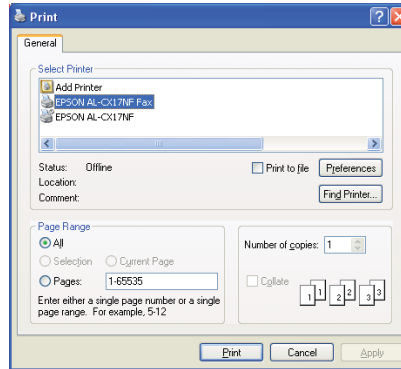 Print
General
Select Printer
Add Printer
EPSON AL-CX17NF Fax
EPSON AL-CX17NF
Status: Offline
Location:
Comment:
Print to file
Preferences
Find Printer...
Page Range
All
Selection
Current Page
Pages: 1-65535
Enter either a single page number or a single
page range. For example, 5-12
Number of copies: 1
Collate
1 1 2 2 3 3
Print Cancel Apply